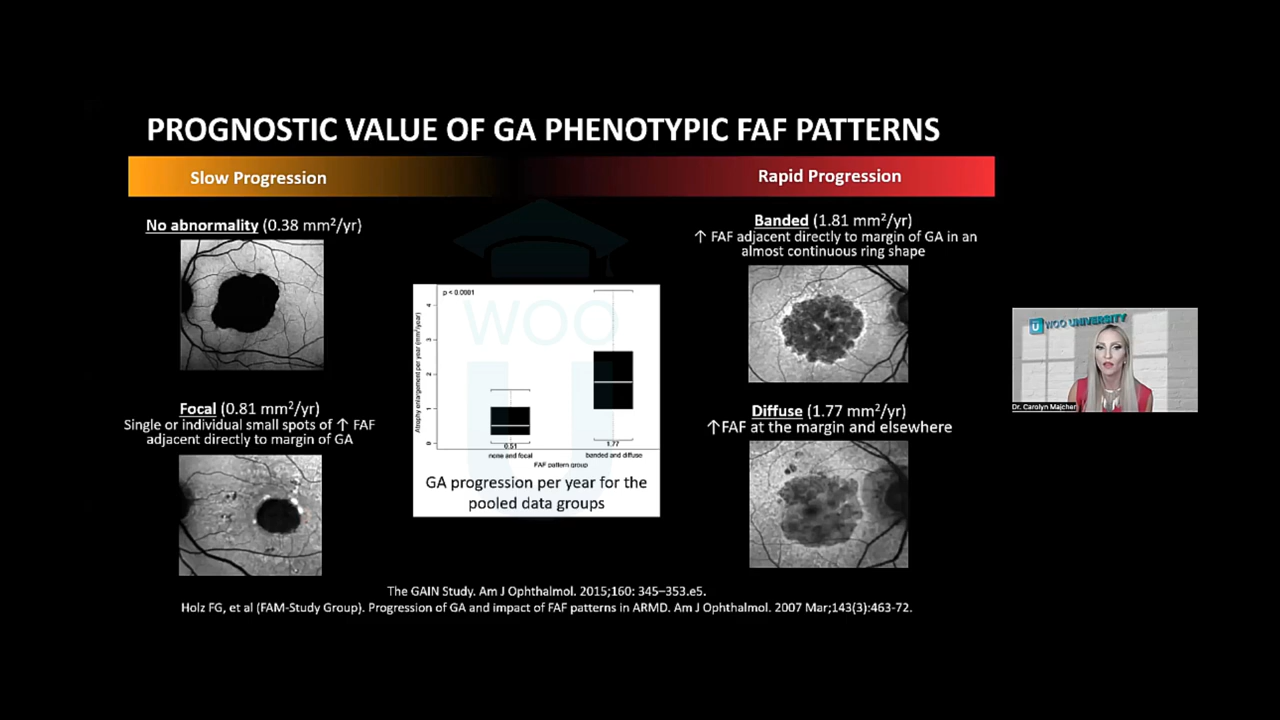 PROGNOSTIC VALUE OF GA PHENOTYPIC FAF PATTERNS
Slow Progression
Rapid Progression
No abnormality (0.38 mm²/yr)
Banded (1.81 mm²/yr)
↑ FAF adjacent directly to margin of GA in an
almost continuous ring shape
Focal (0.81 mm²/yr)
Single or individual small spots of ↑ FAF
adjacent directly to margin of GA
Diffuse (1.77 mm²/yr)
↑FAF at the margin and elsewhere
p < 0.0001
Atrophy enlargement per year (mm²/year)
4
3
2
1
0
0.51
1.77
none and focal
banded and diffuse
FAF pattern group
GA progression per year for the
pooled data groups
WOO
U
The GAIN Study. Am J Ophthalmol. 2015;160: 345–353.e5.
Holz FG, et al (FAM-Study Group). Progression of GA and impact of FAF patterns in ARMD. Am J Ophthalmol. 2007 Mar;143(3):463-72.
U WOO UNIVERSITY
Dr. Carolyn Majcher